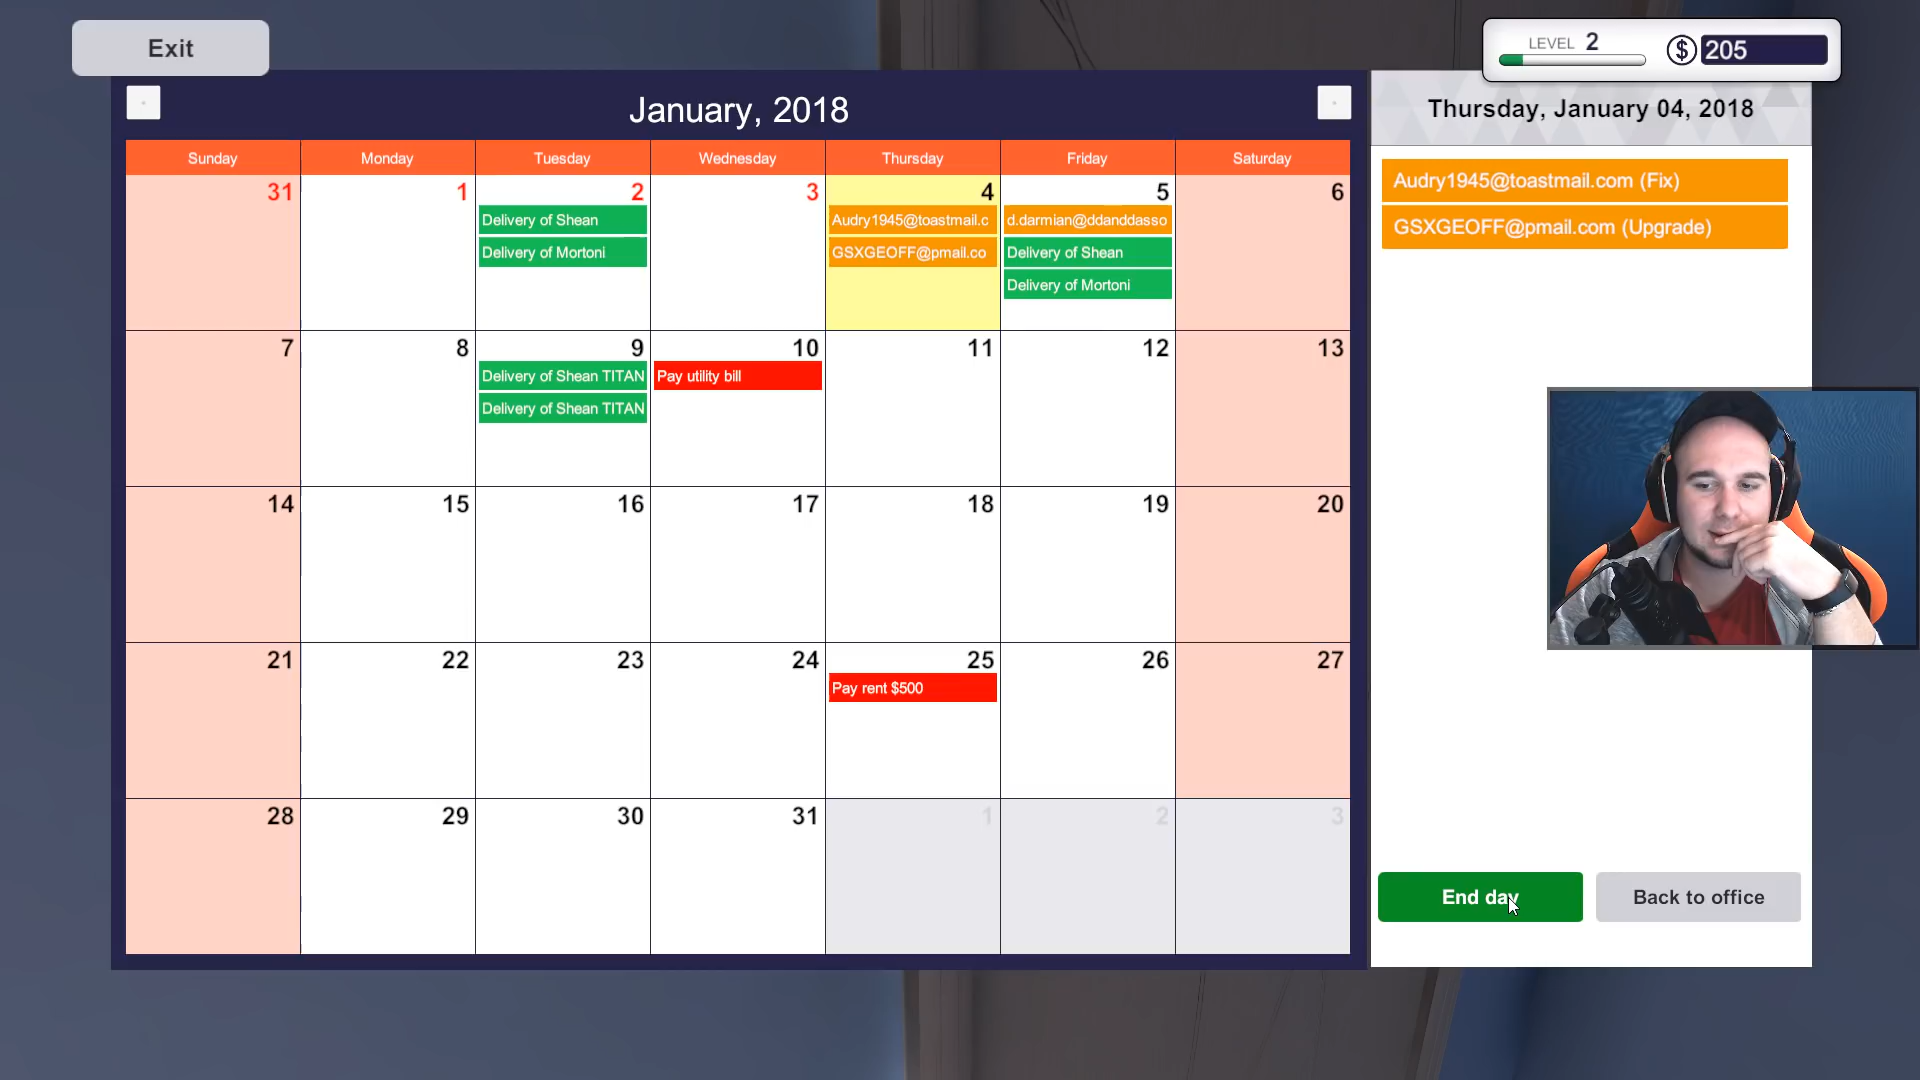 Exit
LEVEL 2
$ 205
January, 2018
Thursday, January 04, 2018
Sunday Monday Tuesday Wednesday Thursday Friday Saturday
31 1 2 3 4 5 6
Delivery of Shean
Delivery of Mortoni
Audry1945@toastmail.c
GSXGEOFF@pmail.co
d.darmian@ddanddasso
Delivery of Shean
Delivery of Mortoni
7 8 9 10 11 12 13
Delivery of Shean TITAN
Delivery of Shean TITAN
Pay utility bill
14 15 16 17 18 19 20
21 22 23 24 25 26 27
Pay rent $500
28 29 30 31 1 2 3
Audry1945@toastmail.com (Fix)
GSXGEOFF@pmail.com (Upgrade)
End day
Back to office